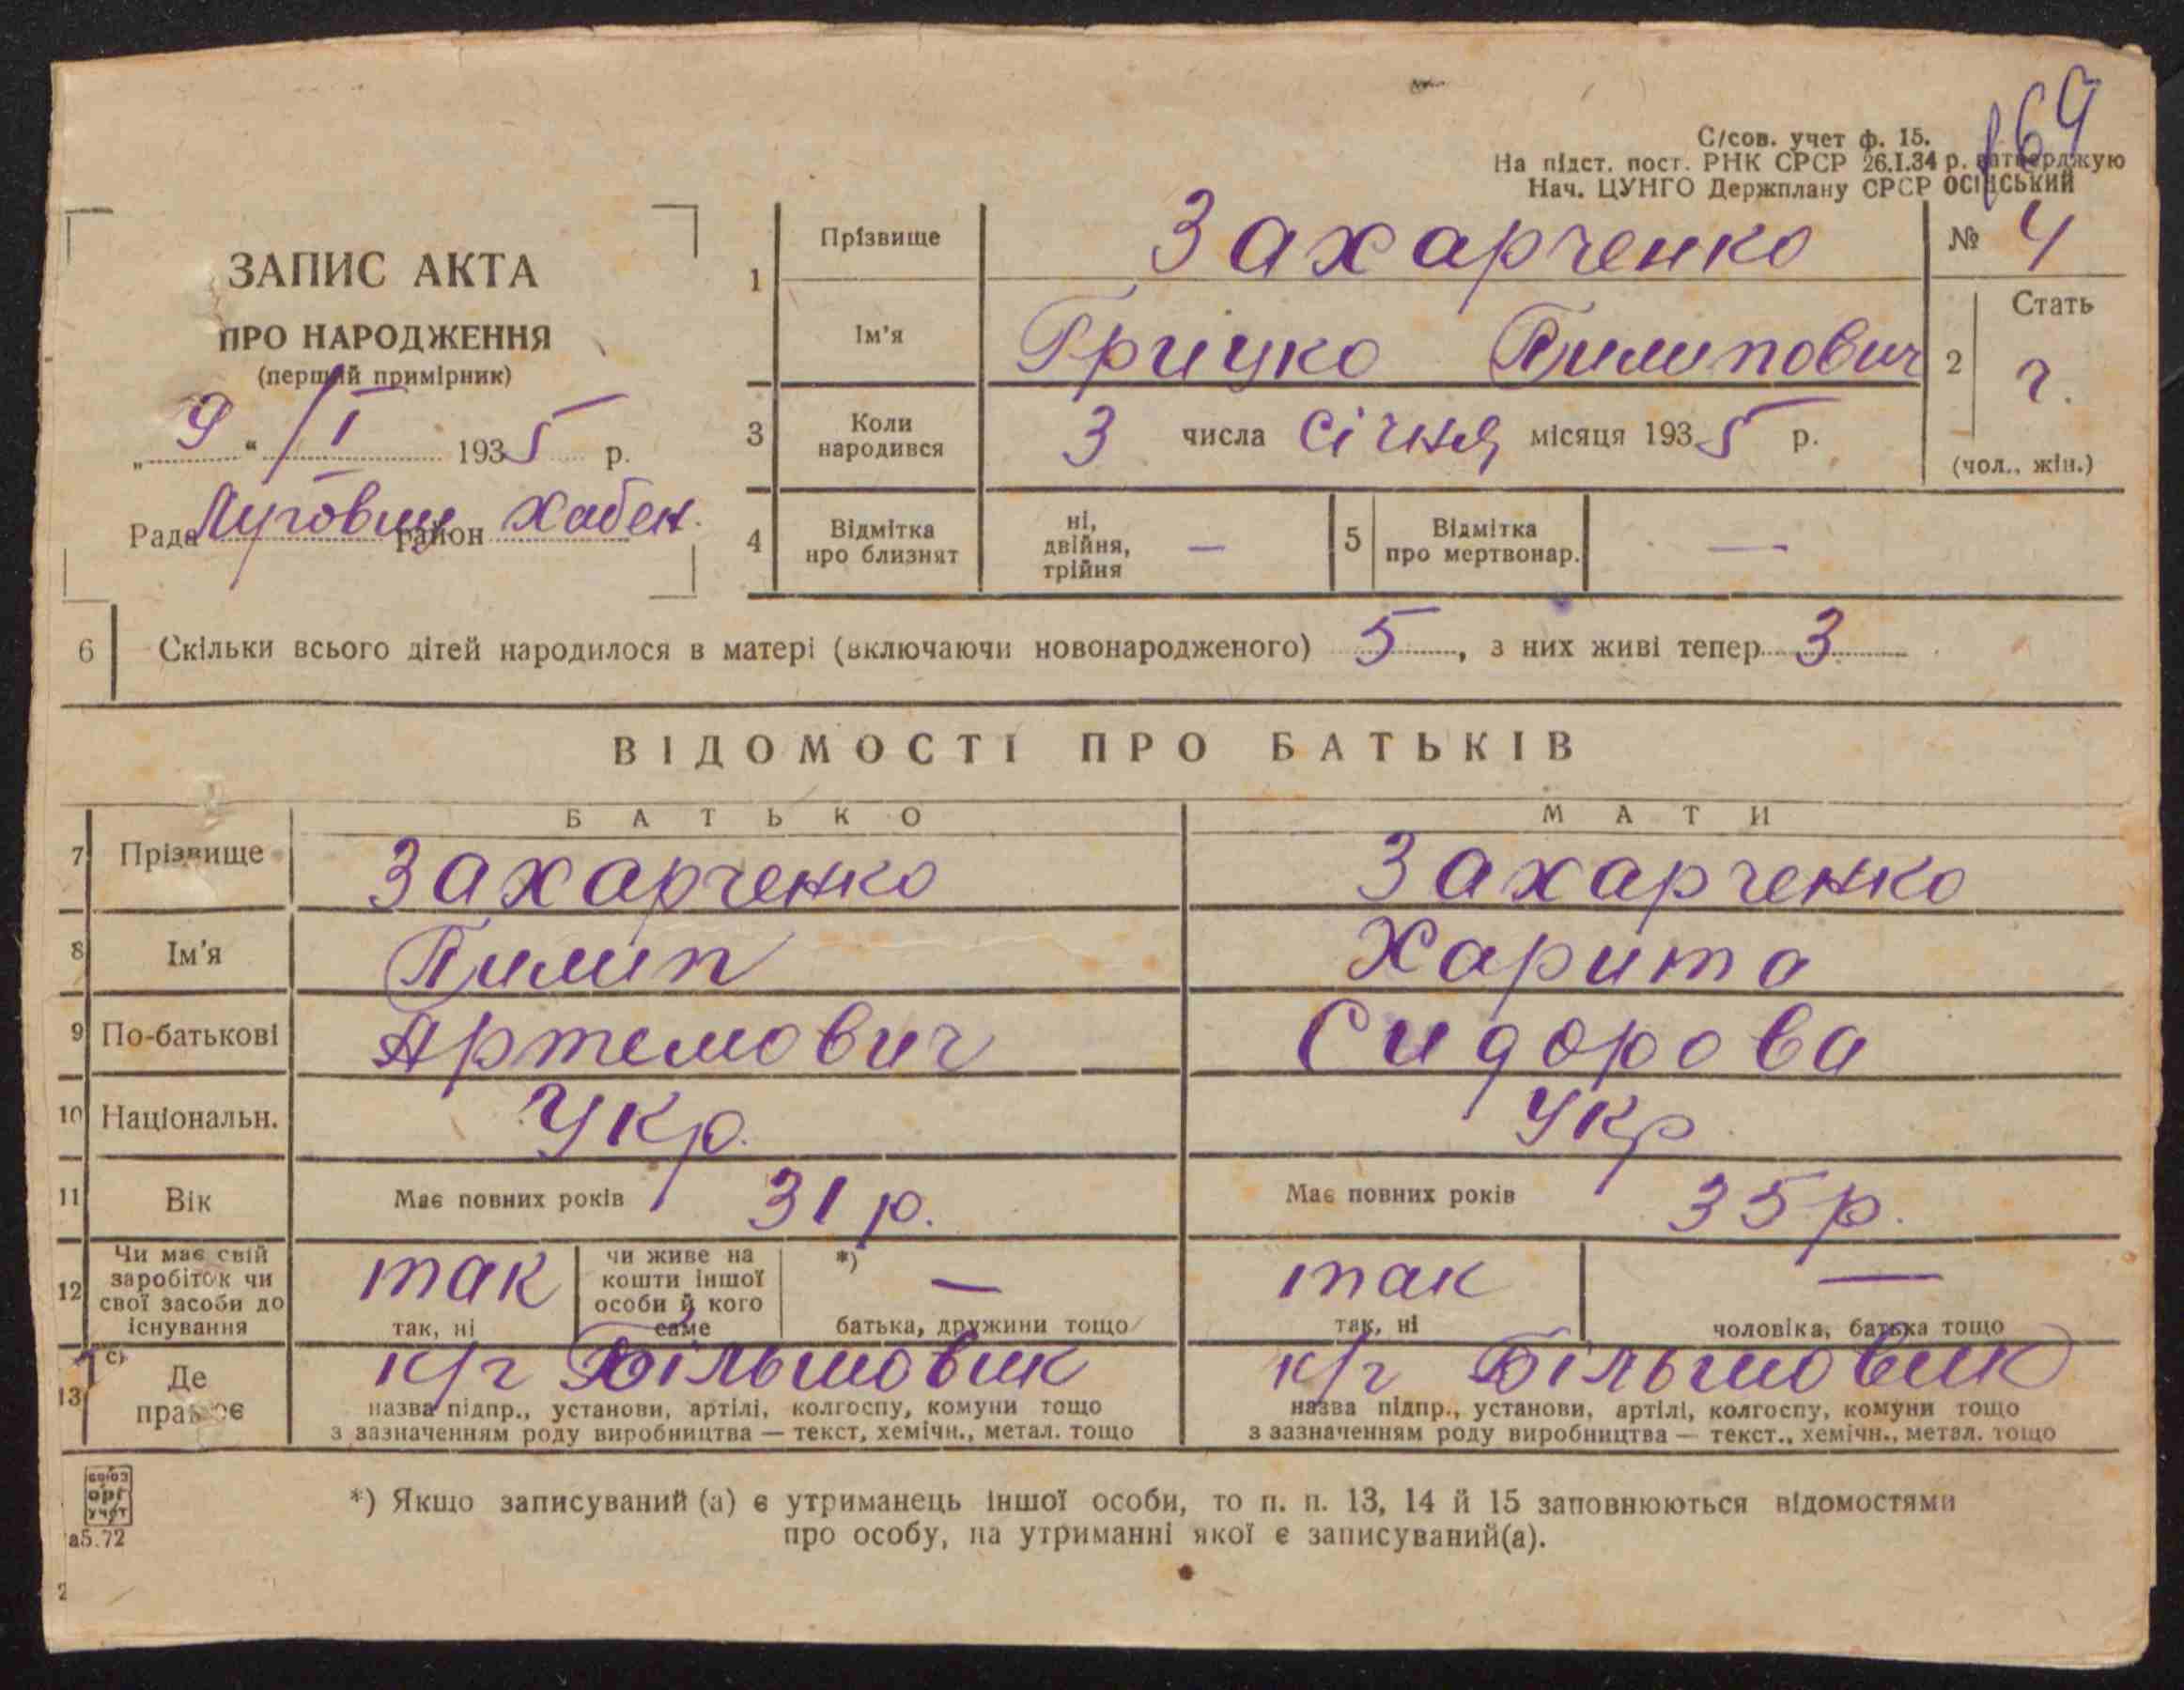 169
С/сов. учет ф. 15.
На підст. пост. РНК СРСР 26.I.34 р. затверджую
Нач. ЦУНГО Держплану СРСР ОСІНСЬКИЙ
ЗАПИС АКТА
ПРО НАРОДЖЕННЯ
(перший примірник)
„ 9 “ / I 1935 р.
Рада Луговиц район Хабен.
1 Прізвище Захарченко № 4
Ім'я Грицко Пилипович
2 Стать ч. (чол., жін.)
3 Коли народився 3 числа січня місяця 1935 р.
4 Відмітка про близнят ні, двійня, трійня —
5 Відмітка про мертвонар. —
6 Скільки всього дітей народилося в матері (включаючи новонародженого) 5, з них живі тепер 3
ВІДОМОСТІ ПРО БАТЬКІВ
БАТЬКО МАТИ
7 Прізвище Захарченко Захарченко
8 Ім'я Пилип Харита
9 По-батькові Артемович Сидорова
10 Національн. Укр. Укр
11 Вік Має повних років 31 р. Має повних років 35 р.
12 Чи має свій заробіток чи свої засоби до існування так так, ні чи живе на кошти іншої особи й кого саме *) — батька, дружини тощо так так, ні — чоловіка, батька тощо
13 Де працює к/г Більшовик к/г Більшовик
назва підпр., установи, артілі, колгоспу, комуни тощо назва підпр., установи, артілі, колгоспу, комуни тощо
з зазначенням роду виробництва — текст, хемічн., метал. тощо з зазначенням роду виробництва — текст., хемічн., метал. тощо
союз
орг
учет
а5.72
*) Якщо записуваний (а) є утриманець іншої особи, то п. п. 13, 14 й 15 заповнюються відомостями
про особу, на утриманні якої є записуваний(а).
2